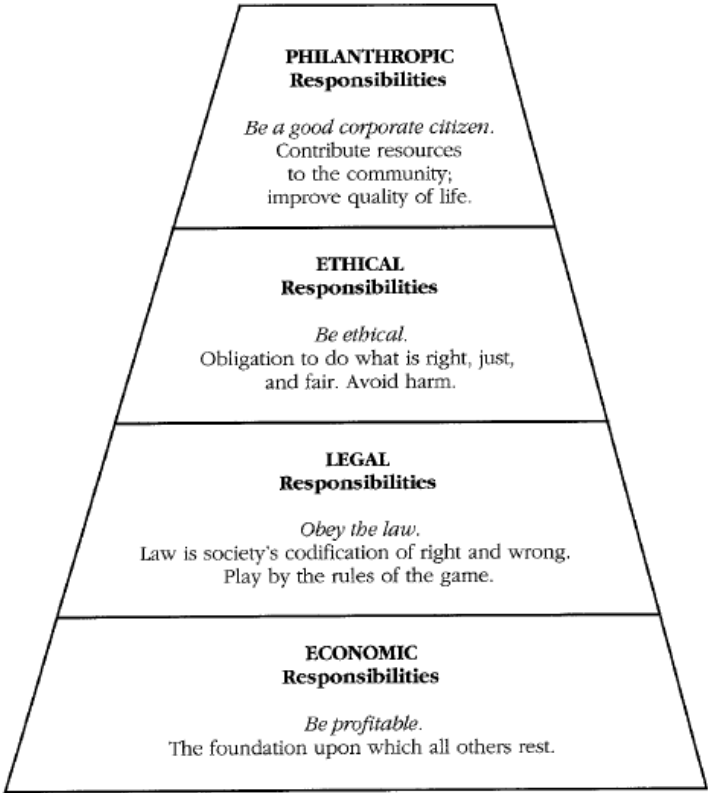 PHILANTHROPIC
Responsibilities
Be a good corporate citizen.
Contribute resources
to the community;
improve quality of life.
ETHICAL
Responsibilities
Be ethical.
Obligation to do what is right, just,
and fair. Avoid harm.
LEGAL
Responsibilities
Obey the law.
Law is society's codification of right and wrong.
Play by the rules of the game.
ECONOMIC
Responsibilities
Be profitable.
The foundation upon which all others rest.